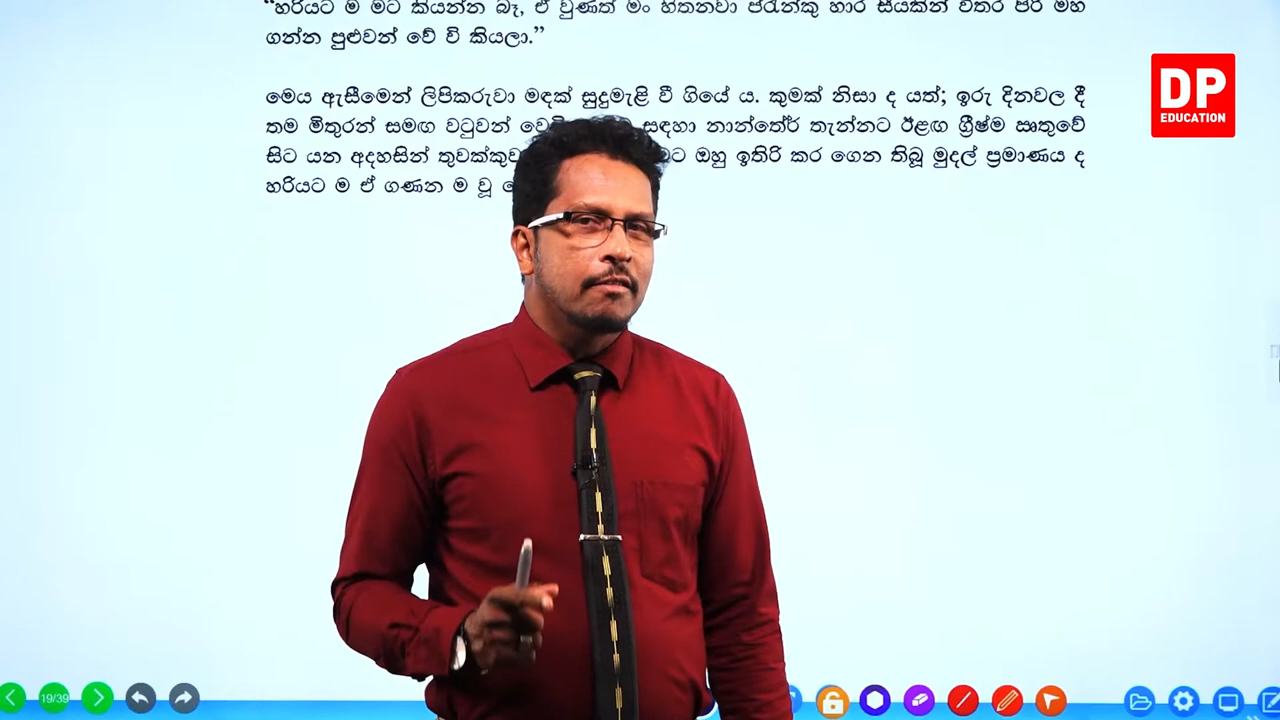 “හරියට ම මට කියන්න බෑ, ඒ වුණත් මං හිතනවා ප්රෑන්කු හාර සීයකින් විතර පිරි මහ
ගන්න පුළුවන් වේ වි කියලා.”
මෙය ඇසීමෙන් ලිපිකරුවා මඳක් සුදුමැළි වී ගියේ ය. කුමක් නිසා ද යත්; ඉරු දිනවල දී
තම මිතුරන් සමඟ වටුවන් සඳහා නාන්තේර් තැන්නට ඊළඟ ග්‍රීෂ්ම ඍතුවේ
සිට යන අදහසින් ඔහු ඉතිරි කර ගෙන තිබූ මුදල් ප්‍රමාණය ද
හරියට ම ඒ ගණන ම වූ
DP
EDUCATION
19/39